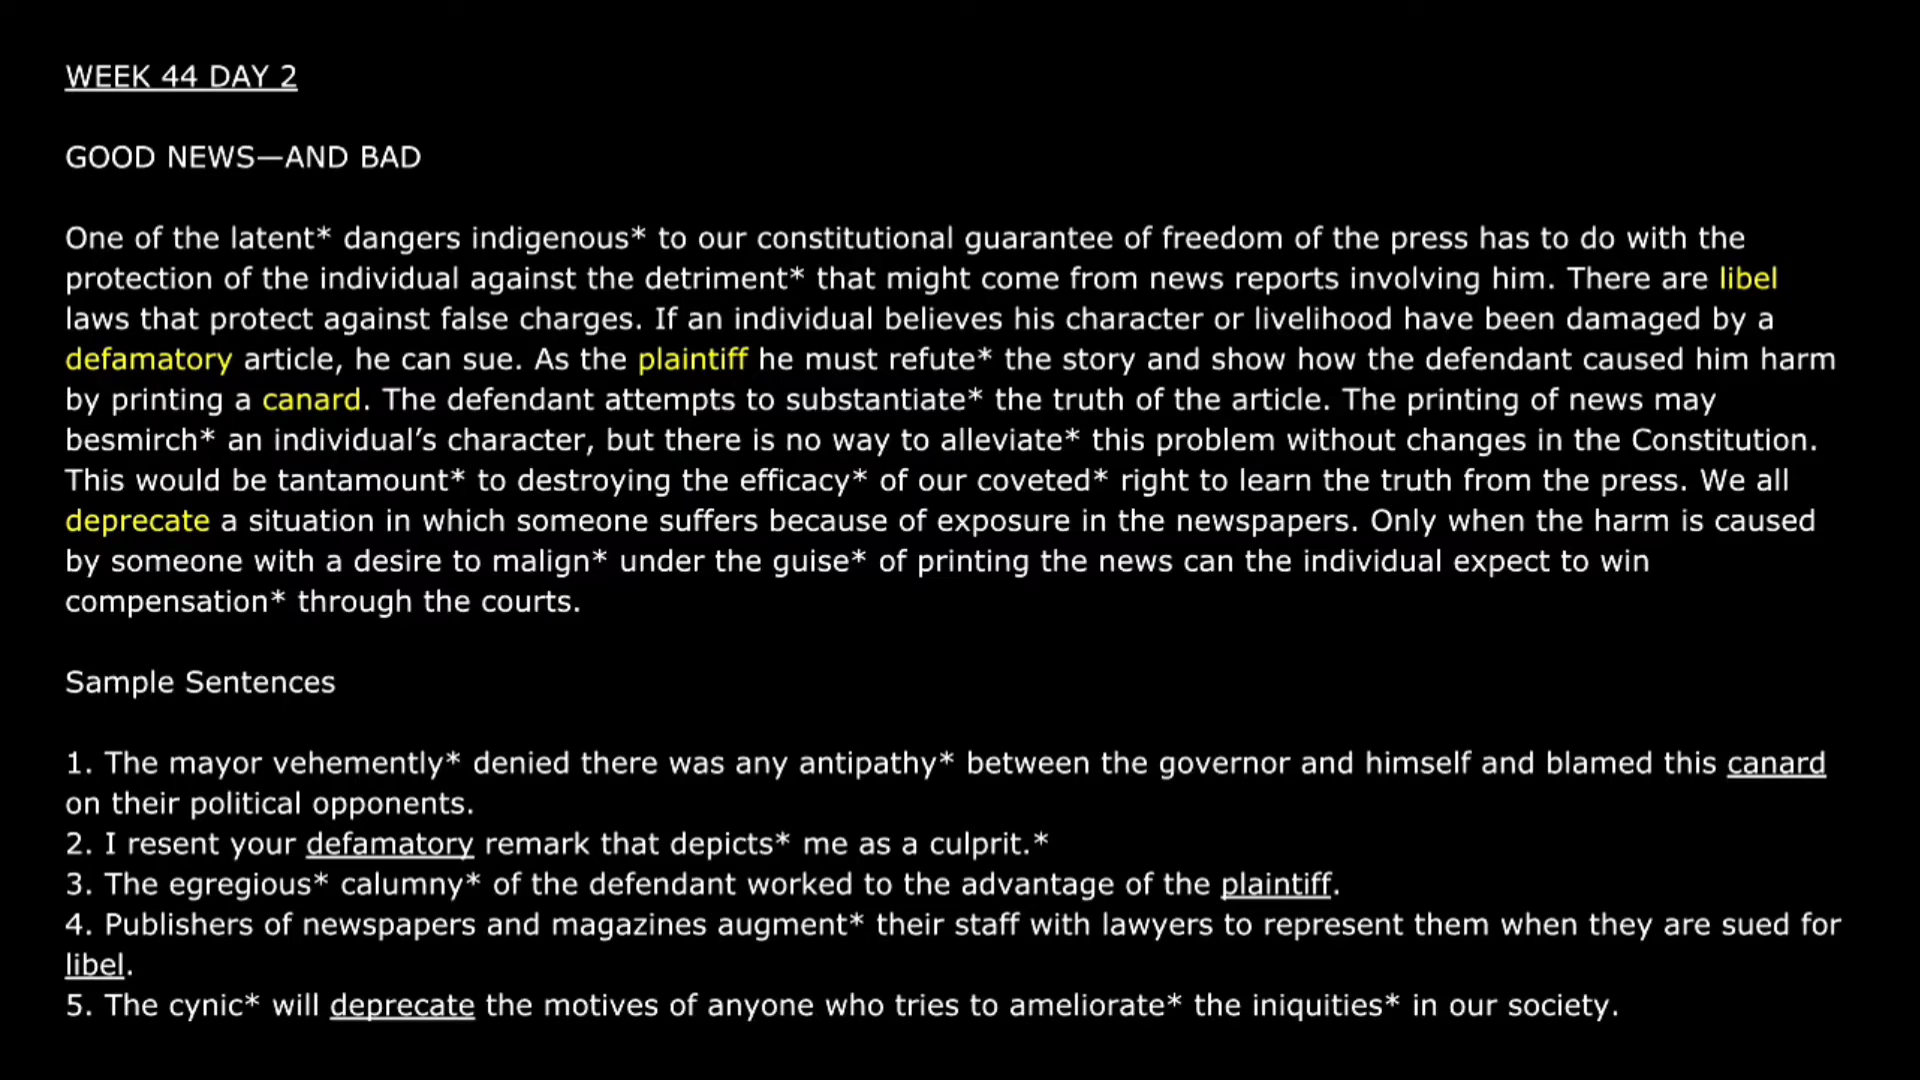 WEEK 44 DAY 2
GOOD NEWS—AND BAD
One of the latent* dangers indigenous* to our constitutional guarantee of freedom of the press has to do with the
protection of the individual against the detriment* that might come from news reports involving him. There are libel
laws that protect against false charges. If an individual believes his character or livelihood have been damaged by a
defamatory article, he can sue. As the plaintiff he must refute* the story and show how the defendant caused him harm
by printing a canard. The defendant attempts to substantiate* the truth of the article. The printing of news may
besmirch* an individual’s character, but there is no way to alleviate* this problem without changes in the Constitution.
This would be tantamount* to destroying the efficacy* of our coveted* right to learn the truth from the press. We all
deprecate a situation in which someone suffers because of exposure in the newspapers. Only when the harm is caused
by someone with a desire to malign* under the guise* of printing the news can the individual expect to win
compensation* through the courts.
Sample Sentences
1. The mayor vehemently* denied there was any antipathy* between the governor and himself and blamed this canard
on their political opponents.
2. I resent your defamatory remark that depicts* me as a culprit.*
3. The egregious* calumny* of the defendant worked to the advantage of the plaintiff.
4. Publishers of newspapers and magazines augment* their staff with lawyers to represent them when they are sued for
libel.
5. The cynic* will deprecate the motives of anyone who tries to ameliorate* the iniquities* in our society.